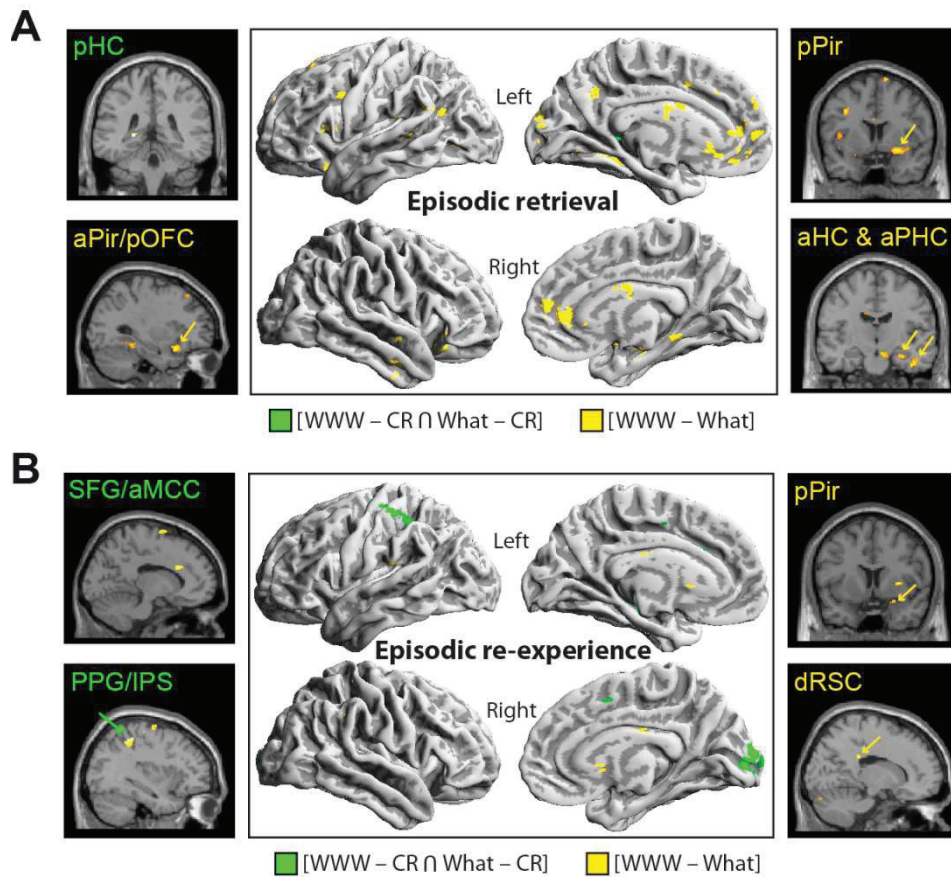 A
pHC
Left
pPir
Episodic retrieval
aPir/pOFC
Right
aHC & aPHC
[WWW – CR ∩ What – CR] [WWW – What]
B
SFG/aMCC
Left
pPir
Episodic re-experience
PPG/IPS
Right
dRSC
[WWW – CR ∩ What – CR] [WWW – What]